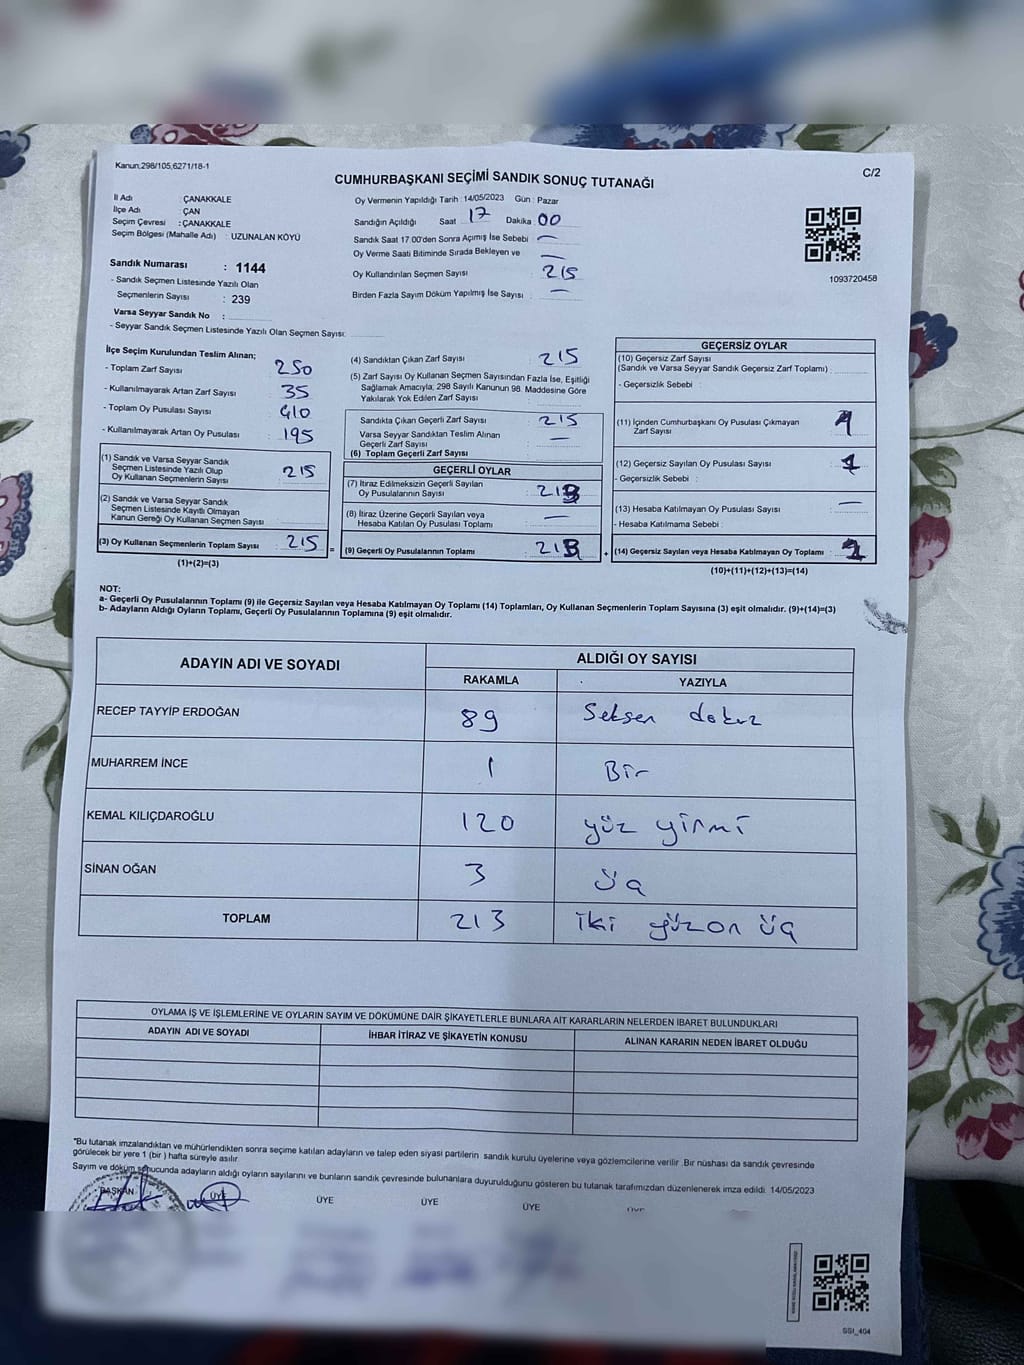 Kanun;298/105,6271/18-1
C/2
CUMHURBAŞKANI SEÇİMİ SANDIK SONUÇ TUTANAĞI
İl Adı : ÇANAKKALE
İlçe Adı : ÇAN
Seçim Çevresi : ÇANAKKALE
Seçim Bölgesi (Mahalle Adı) : UZUNALAN KÖYÜ
Oy Vermenin Yapıldığı Tarih : 14/05/2023 Gün : Pazar
Sandığın Açıldığı Saat 17 Dakika 00
Sandık Saat 17.00'den Sonra Açımış İse Sebebi : —
Oy Verme Saati Bitiminde Sırada Bekleyen ve —
Oy Kullandırılan Seçmen Sayısı : 215
Birden Fazla Sayım Döküm Yapılmış İse Sayısı : —
1093720458
Sandık Numarası : 1144
- Sandık Seçmen Listesinde Yazılı Olan
Seçmenlerin Sayısı : 239
Varsa Seyyar Sandık No :
- Seyyar Sandık Seçmen Listesinde Yazılı Olan Seçmen Sayısı:
İlçe Seçim Kurulundan Teslim Alınan;
- Toplam Zarf Sayısı : 250
- Kullanılmayarak Artan Zarf Sayısı : 35
- Toplam Oy Pusulası Sayısı : 410
- Kullanılmayarak Artan Oy Pusulası : 195
(1) Sandık ve Varsa Seyyar Sandık
Seçmen Listesinde Yazılı Olup
Oy Kullanan Seçmenlerin Sayısı : 215
(2) Sandık ve Varsa Seyyar Sandık
Seçmen Listesinde Kayıtlı Olmayan
Kanun Gereği Oy Kullanan Seçmen Sayısı :
(3) Oy Kullanan Seçmenlerin Toplam Sayısı : 215
(1)+(2)=(3)
(4) Sandıktan Çıkan Zarf Sayısı : 215
(5) Zarf Sayısı Oy Kullanan Seçmen Sayısından Fazla İse, Eşitliği
Sağlamak Amacıyla; 298 Sayılı Kanunun 98. Maddesine Göre
Yakılarak Yok Edilen Zarf Sayısı :
Sandıkta Çıkan Geçerli Zarf Sayısı : 215
Varsa Seyyar Sandıktan Teslim Alınan
Geçerli Zarf Sayısı : —
(6) Toplam Geçerli Zarf Sayısı
GEÇERLİ OYLAR
(7) İtiraz Edilmeksizin Geçerli Sayılan
Oy Pusulalarının Sayısı : 213
(8) İtiraz Üzerine Geçerli Sayılan veya
Hesaba Katılan Oy Pusulası Toplamı : —
= (9) Geçerli Oy Pusulalarının Toplamı : 213 +
GEÇERSİZ OYLAR
(10) Geçersiz Zarf Sayısı
(Sandık ve Varsa Seyyar Sandık Geçersiz Zarf Toplamı) :
- Geçersizlik Sebebi :
(11) İçinden Cumhurbaşkanı Oy Pusulası Çıkmayan
Zarf Sayısı : 1
(12) Geçersiz Sayılan Oy Pusulası Sayısı : 1
- Geçersizlik Sebebi :
(13) Hesaba Katılmayan Oy Pusulası Sayısı : —
- Hesaba Katılmama Sebebi :
(14) Geçersiz Sayılan veya Hesaba Katılmayan Oy Toplamı :
(10)+(11)+(12)+(13)=(14)
NOT:
a- Geçerli Oy Pusulalarının Toplamı (9) ile Geçersiz Sayılan veya Hesaba Katılmayan Oy Toplamı (14) Toplamları, Oy Kullanan Seçmenlerin Toplam Sayısına (3) eşit olmalıdır. (9)+(14)=(3)
b- Adayların Aldığı Oyların Toplamı, Geçerli Oy Pusulalarının Toplamına (9) eşit olmalıdır.
ADAYIN ADI VE SOYADI
ALDIĞI OY SAYISI
RAKAMLA YAZIYLA
RECEP TAYYİP ERDOĞAN 89 Seksen dokuz
MUHARREM İNCE 1 Bir
KEMAL KILIÇDAROĞLU 120 yüz yirmi
SİNAN OĞAN 3 üç
TOPLAM 213 iki yüzon üç
OYLAMA İŞ VE İŞLEMLERİNE VE OYLARIN SAYIM VE DÖKÜMÜNE DAİR ŞİKAYETLERLE BUNLARA AİT KARARLARIN NELERDEN İBARET BULUNDUKLARI
ADAYIN ADI VE SOYADI İHBAR İTİRAZ VE ŞİKAYETİN KONUSU ALINAN KARARIN NEDEN İBARET OLDUĞU
*Bu tutanak imzalandıktan ve mühürlendikten sonra seçime katılan adayların ve talep eden siyasi partilerin sandık kurulu üyelerine veya gözlemcilerine verilir .Bir nüshası da sandık çevresinde
görülecek bir yere 1 (bir ) hafta süreyle asılır.
Sayım ve döküm sonucunda adayların aldığı oyların sayılarını ve bunların sandık çevresinde bulunanlara duyurulduğunu gösteren bu tutanak tarafımızdan düzenlenerek imza edildi. 14/05/2023
BAŞKAN ÜYE ÜYE ÜYE ÜYE
SSI_404